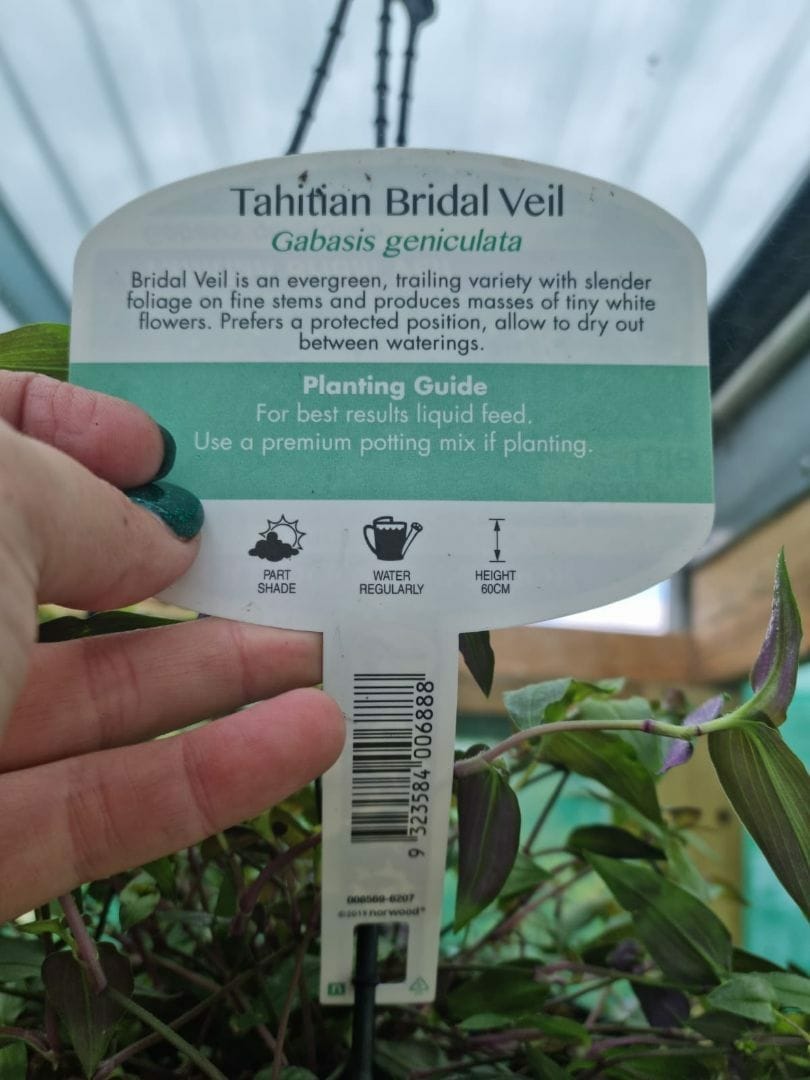 Tahitian Bridal Veil
Gabasis geniculata
Bridal Veil is an evergreen, trailing variety with slender
foliage on fine stems and produces masses of tiny white
flowers. Prefers a protected position, allow to dry out
between waterings.
Planting Guide
For best results liquid feed.
Use a premium potting mix if planting.
PART
SHADE
WATER
REGULARLY
HEIGHT
60CM
9 323584 006888
norwood